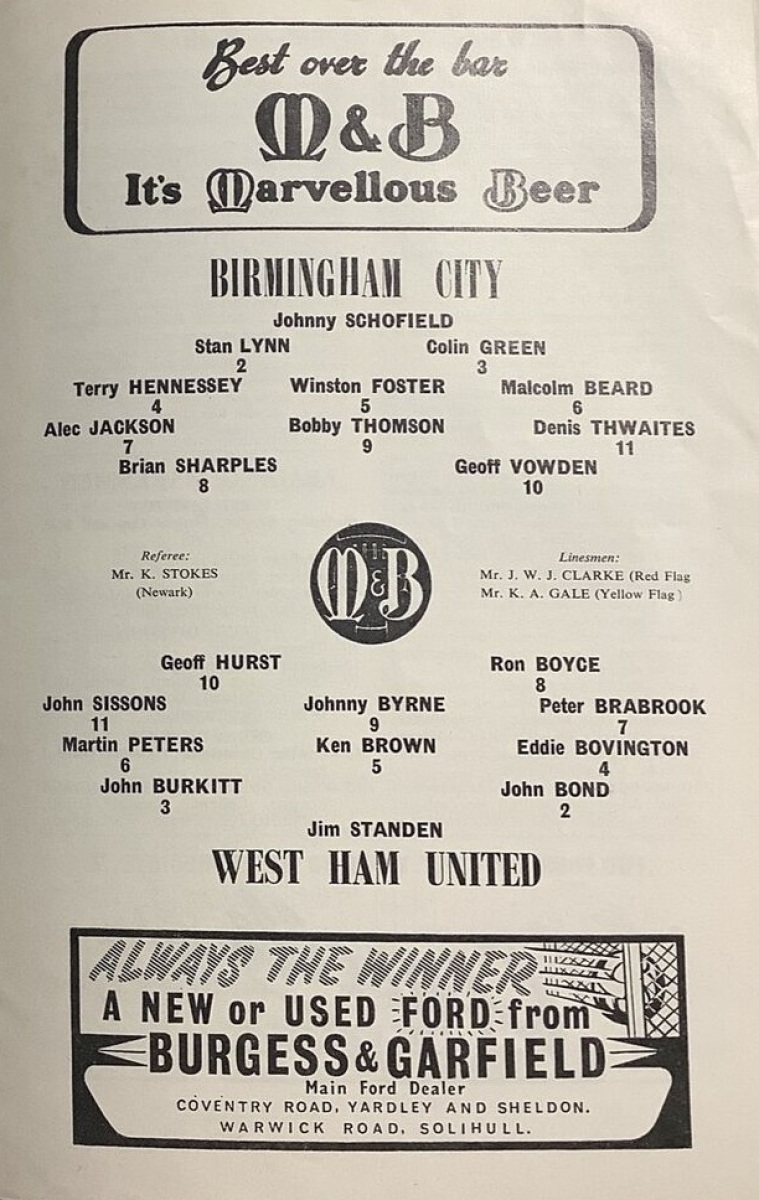 Best over the bar
M & B
It's Marvellous Beer
BIRMINGHAM CITY
Johnny SCHOFIELD
Stan LYNN Colin GREEN
2 3
Terry HENNESSEY Winston FOSTER Malcolm BEARD
4 5 6
Alec JACKSON Bobby THOMSON Denis THWAITES
7 9 11
Brian SHARPLES Geoff VOWDEN
8 10
Referee: Linesmen:
Mr. K. STOKES Mr. J. W. J. CLARKE (Red Flag
(Newark) Mr. K. A. GALE (Yellow Flag)
M&B
Geoff HURST Ron BOYCE
10 8
John SISSONS Johnny BYRNE Peter BRABROOK
11 9 7
Martin PETERS Ken BROWN Eddie BOVINGTON
6 5 4
John BURKITT John BOND
3 2
Jim STANDEN
WEST HAM UNITED
ALWAYS THE WINNER
A NEW or USED FORD from
BURGESS & GARFIELD
Main Ford Dealer
COVENTRY ROAD, YARDLEY AND SHELDON.
WARWICK ROAD, SOLIHULL.